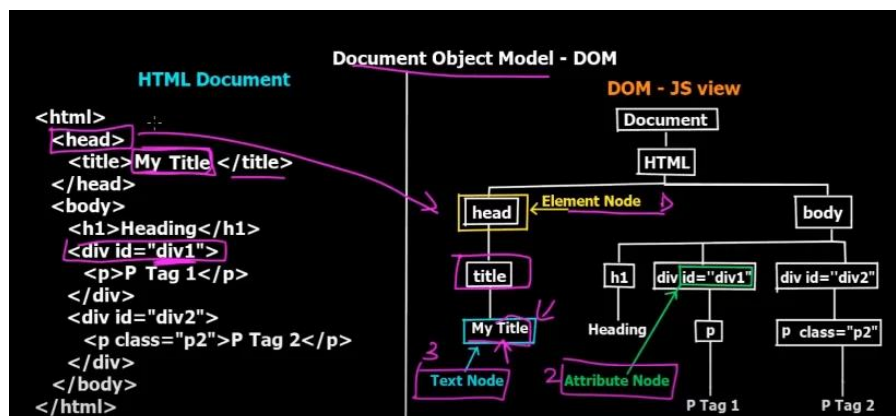 Document Object Model - DOM
HTML Document
<html>
<head>
<title>My Title </title>
</head>
<body>
<h1>Heading</h1>
<div id="div1">
<p>P Tag 1</p>
</div>
<div id="div2">
<p class="p2">P Tag 2</p>
</div>
</body>
</html>
DOM - JS view
Document
HTML
head
Element Node
body
title
h1
div id="div1"
div id="div2"
My Title
Heading
p
P class="p2"
3
Text Node
2
Attribute Node
P Tag 1
P Tag 2